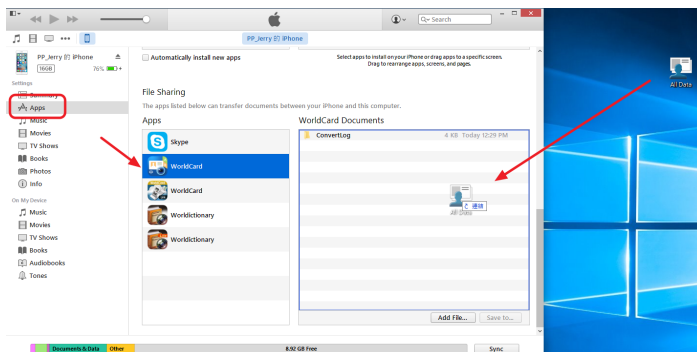 Search
PP_Jerry 的 iPhone
PP_Jerry 的 iPhone
16GB 76%
Settings
Summary
Apps
Music
Movies
TV Shows
Books
Photos
Info
On My Device
Music
Movies
TV Shows
Books
Audiobooks
Tones
Automatically install new apps
Select apps to install on your iPhone or drag apps to a specific screen.
Drag to rearrange apps, screens, and pages.
File Sharing
The apps listed below can transfer documents between your iPhone and this computer.
Apps
Skype
WorldCard
WorldCard
Worldictionary
Worldictionary
WorldCard Documents
ConvertLog 4 KB Today 12:29 PM
All Data
Add File... Save to...
Documents & Data Other 8.92 GB Free Sync
All Data